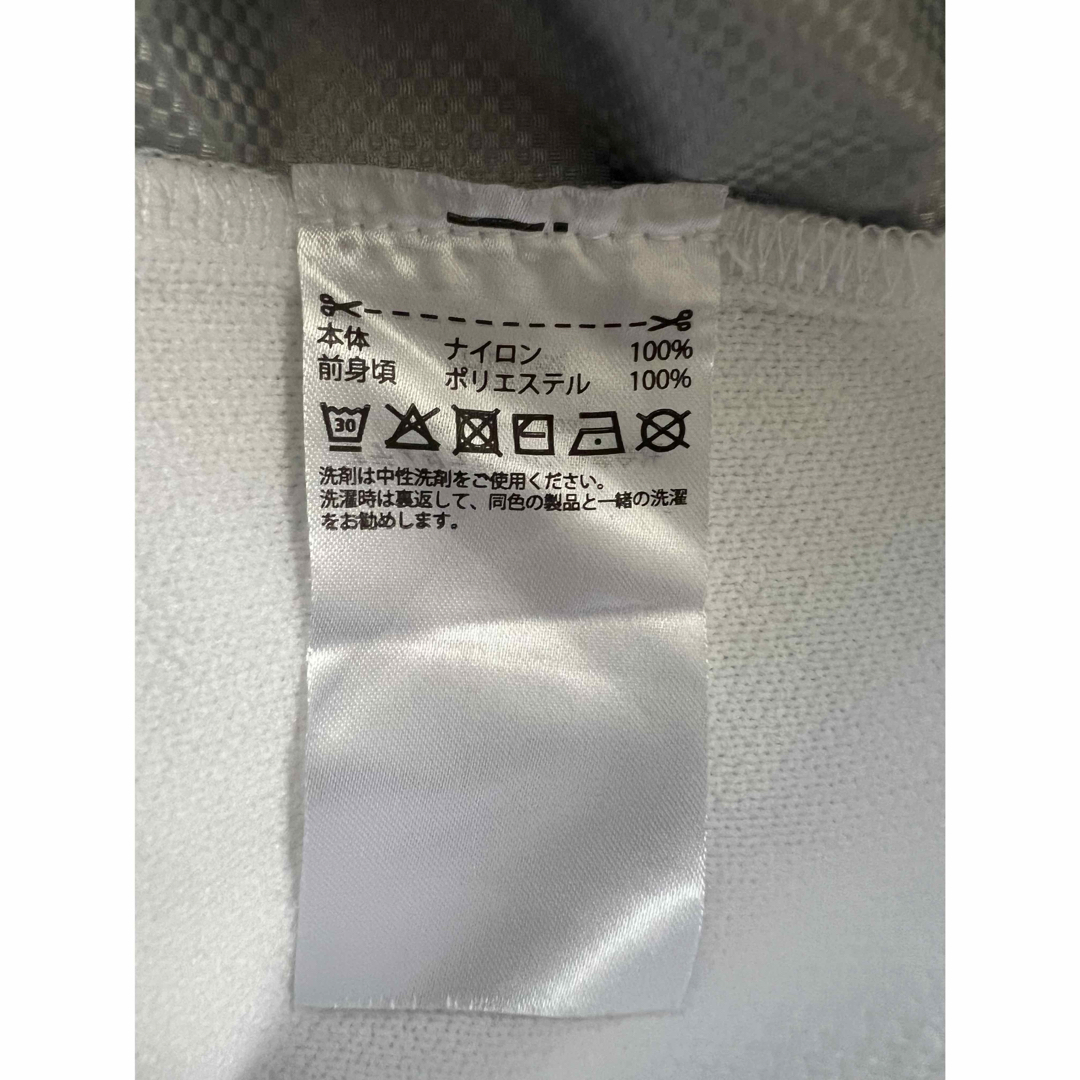 本体 ナイロン 100%
前身頃 ポリエステル 100%
30
洗剤は中性洗剤をご使用ください。
洗濯時は裏返して、同色の製品と一緒の洗濯
をお勧めします。